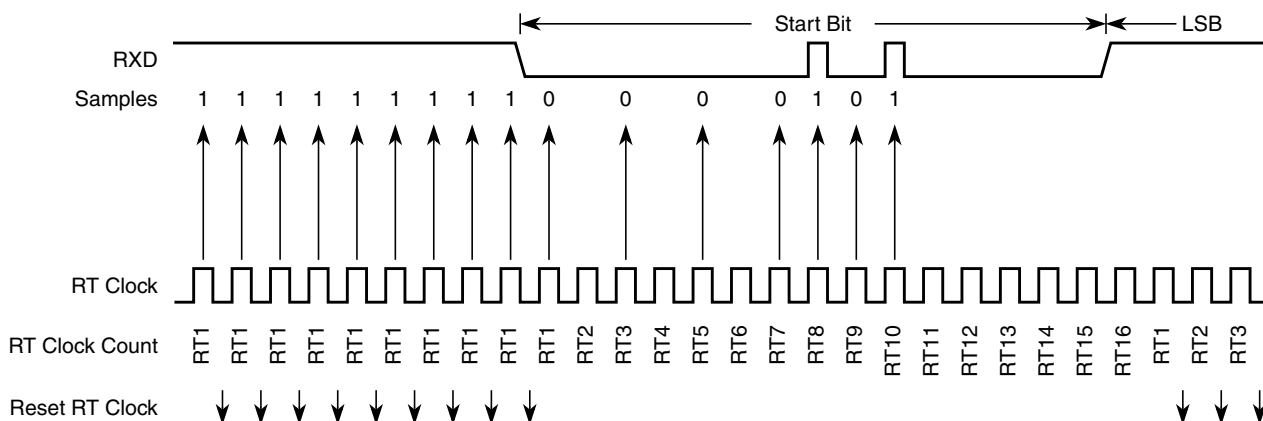 Start Bit LSB
RXD
Samples 1 1 1 1 1 1 1 1 1 0 0 0 0 1 0 1
RT Clock
RT Clock Count RT1 RT1 RT1 RT1 RT1 RT1 RT1 RT1 RT1 RT1 RT2 RT3 RT4 RT5 RT6 RT7 RT8 RT9 RT10 RT11 RT12 RT13 RT14 RT15 RT16 RT1 RT2 RT3
Reset RT Clock